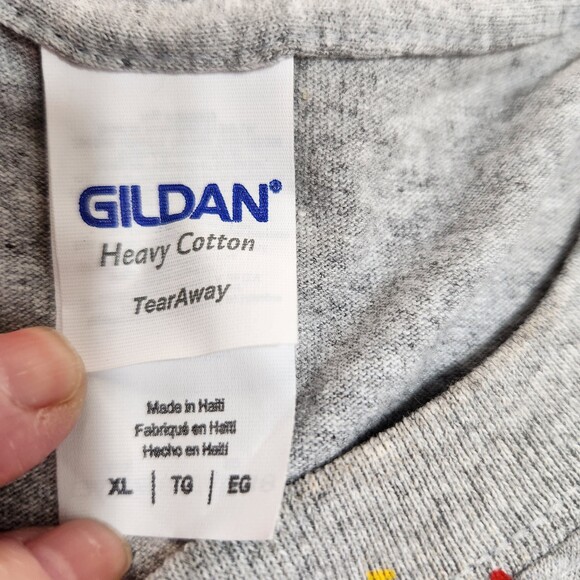 GILDAN®
Heavy Cotton
TearAway
Made in Haiti
Fabriqué en Haïti
Hecho en Haití
XL | TG | EG